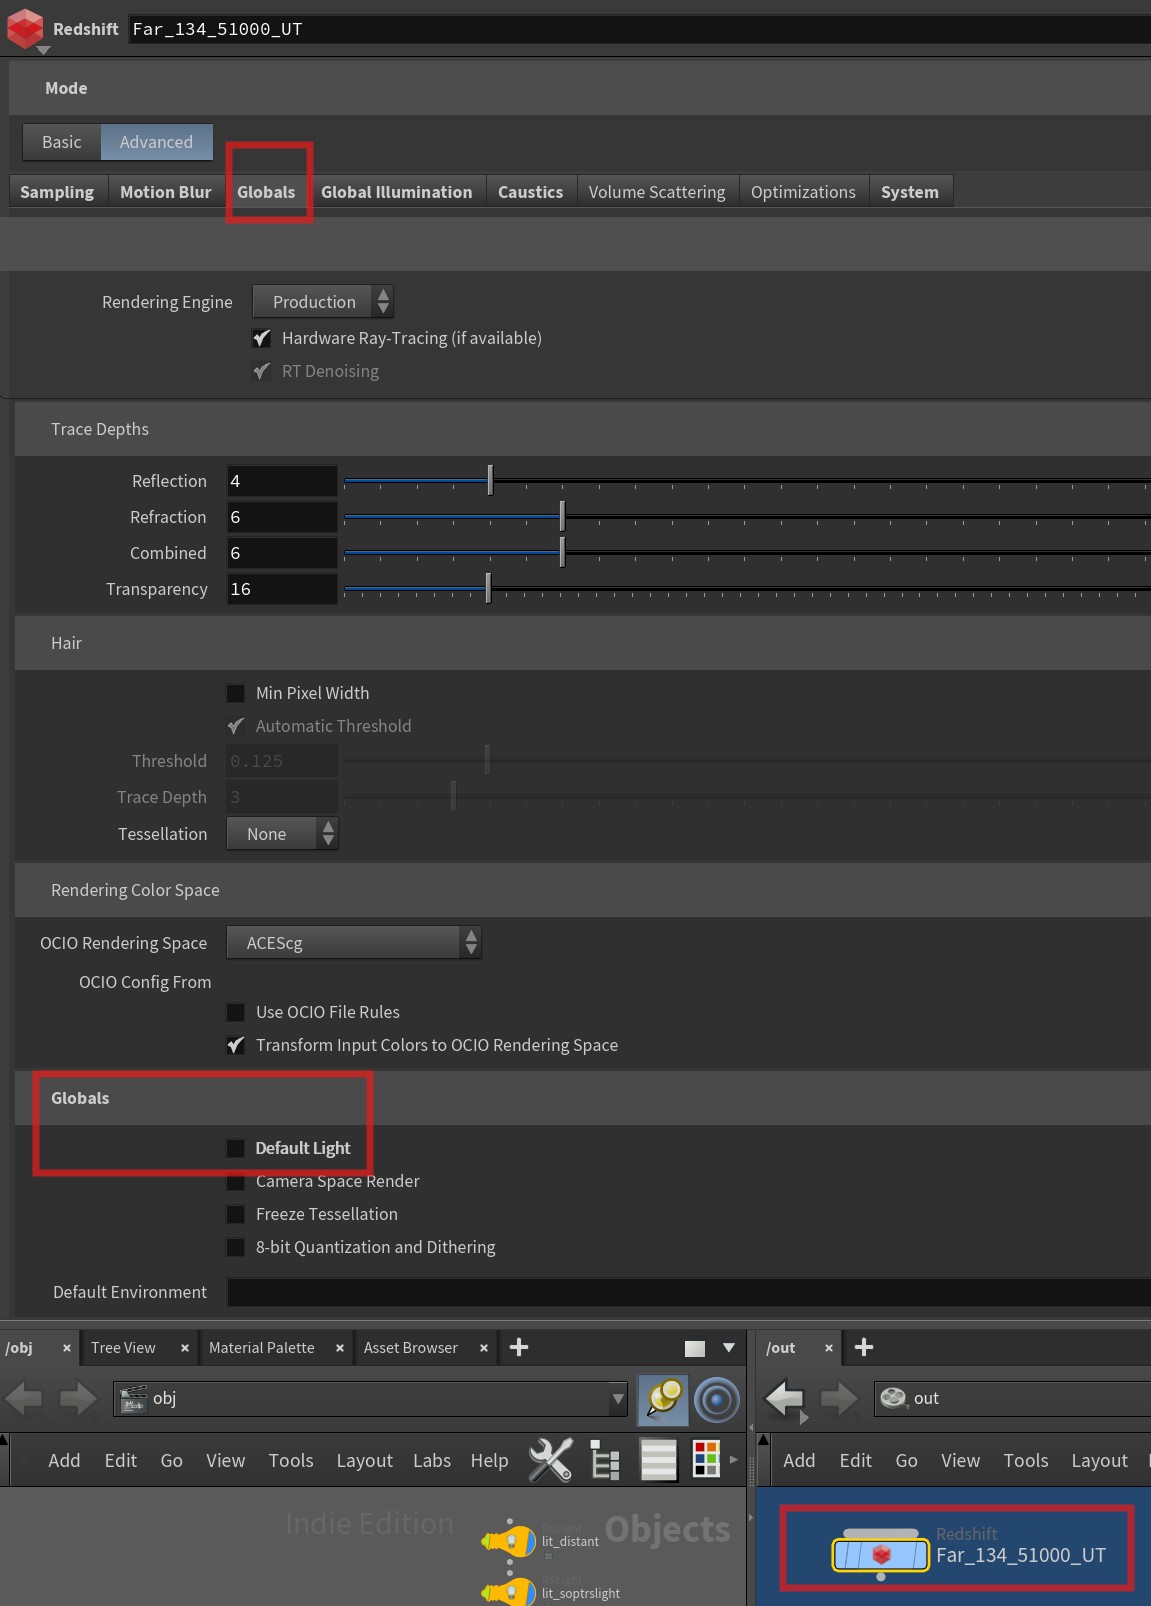 Redshift Far_134_51000_UT
Mode
Basic Advanced
Sampling Motion Blur Globals Global Illumination Caustics Volume Scattering Optimizations System
Rendering Engine Production
Hardware Ray-Tracing (if available)
RT Denoising
Trace Depths
Reflection 4
Refraction 6
Combined 6
Transparency 16
Hair
Min Pixel Width
Automatic Threshold
Threshold 0.125
Trace Depth 3
Tessellation None
Rendering Color Space
OCIO Rendering Space ACEScg
OCIO Config From
Use OCIO File Rules
Transform Input Colors to OCIO Rendering Space
Globals
Default Light
Camera Space Render
Freeze Tessellation
8-bit Quantization and Dithering
Default Environment
/obj × Tree View × Material Palette × Asset Browser ×
obj
Add Edit Go View Tools Layout Labs Help
Indie Edition Objects
RSLight
lit_distant
RSLight
lit_soptrslight
/out ×
out
Add Edit Go View Tools Layout
Redshift
Far_134_51000_UT